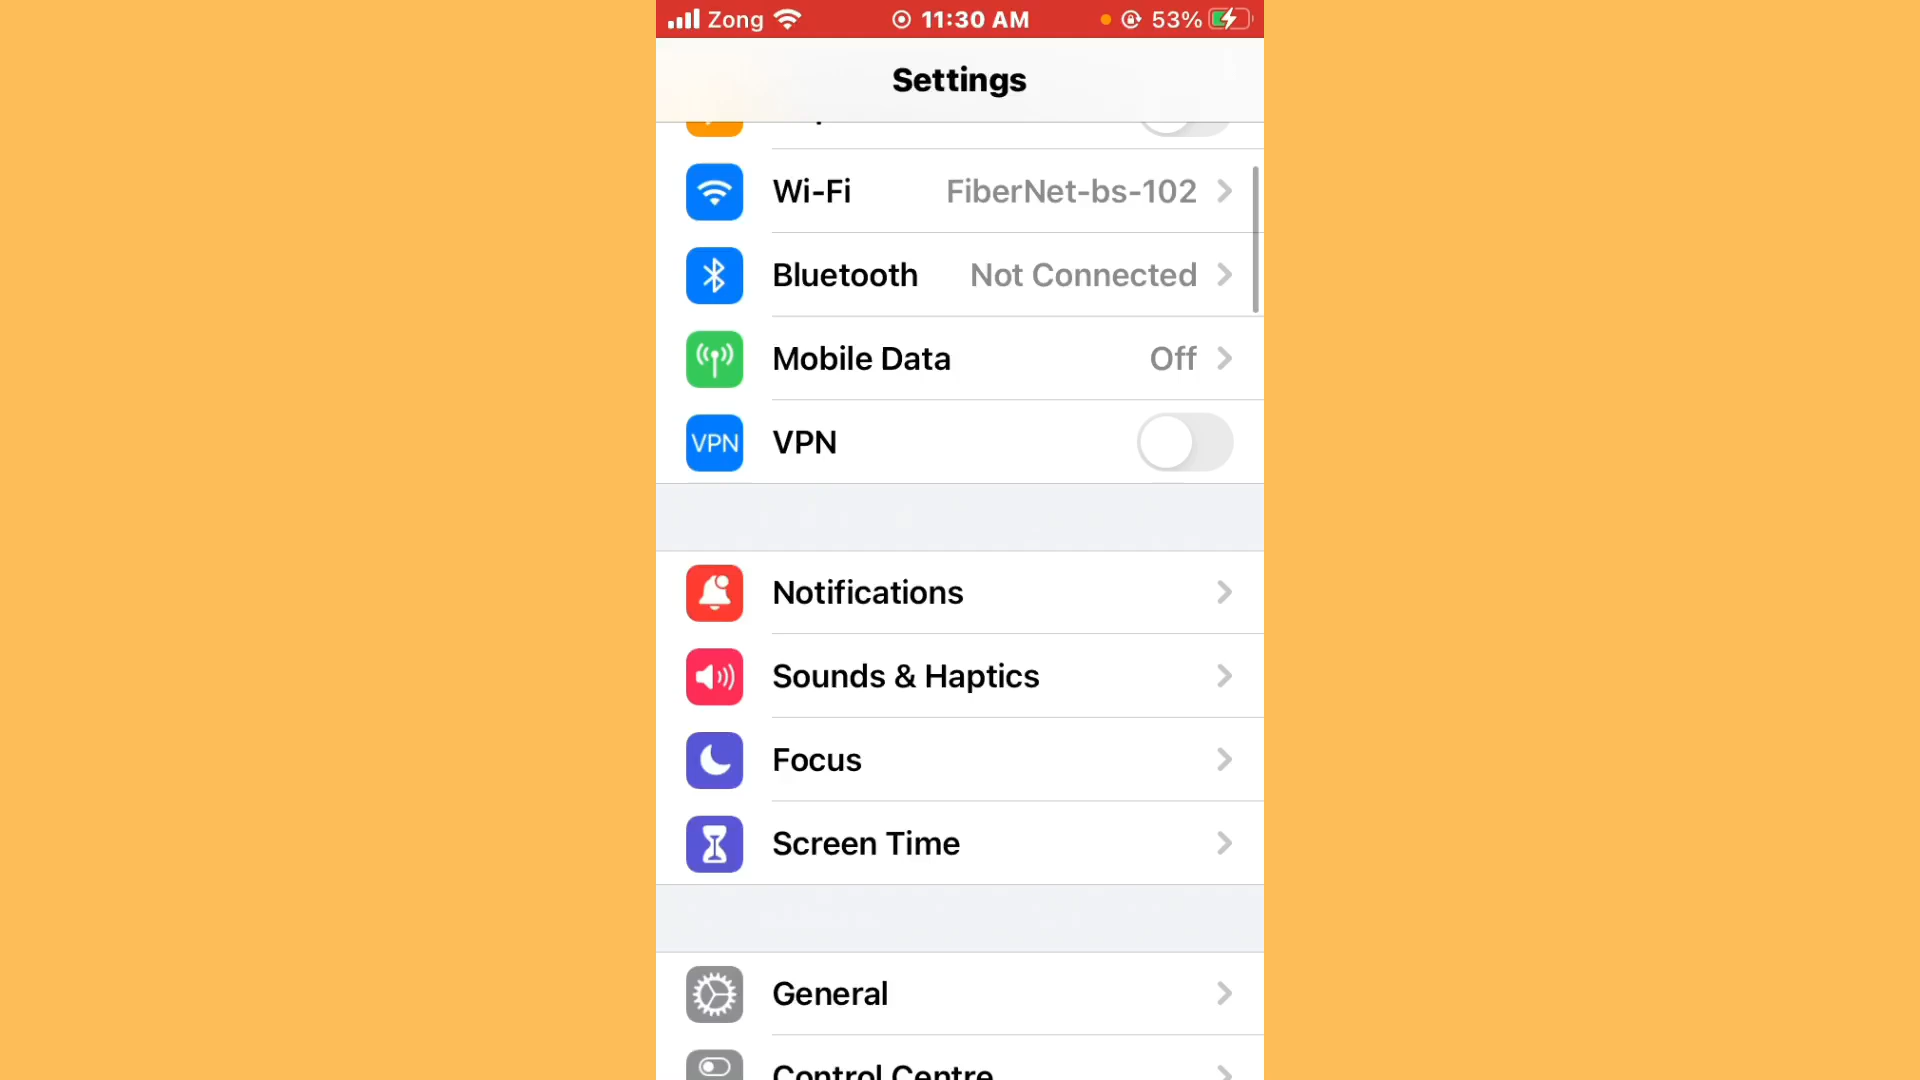 Zong 11:30 AM 53%
Settings
Wi-Fi FiberNet-bs-102
Bluetooth Not Connected
Mobile Data Off
VPN VPN
Notifications
Sounds & Haptics
Focus
Screen Time
General
Control Centre